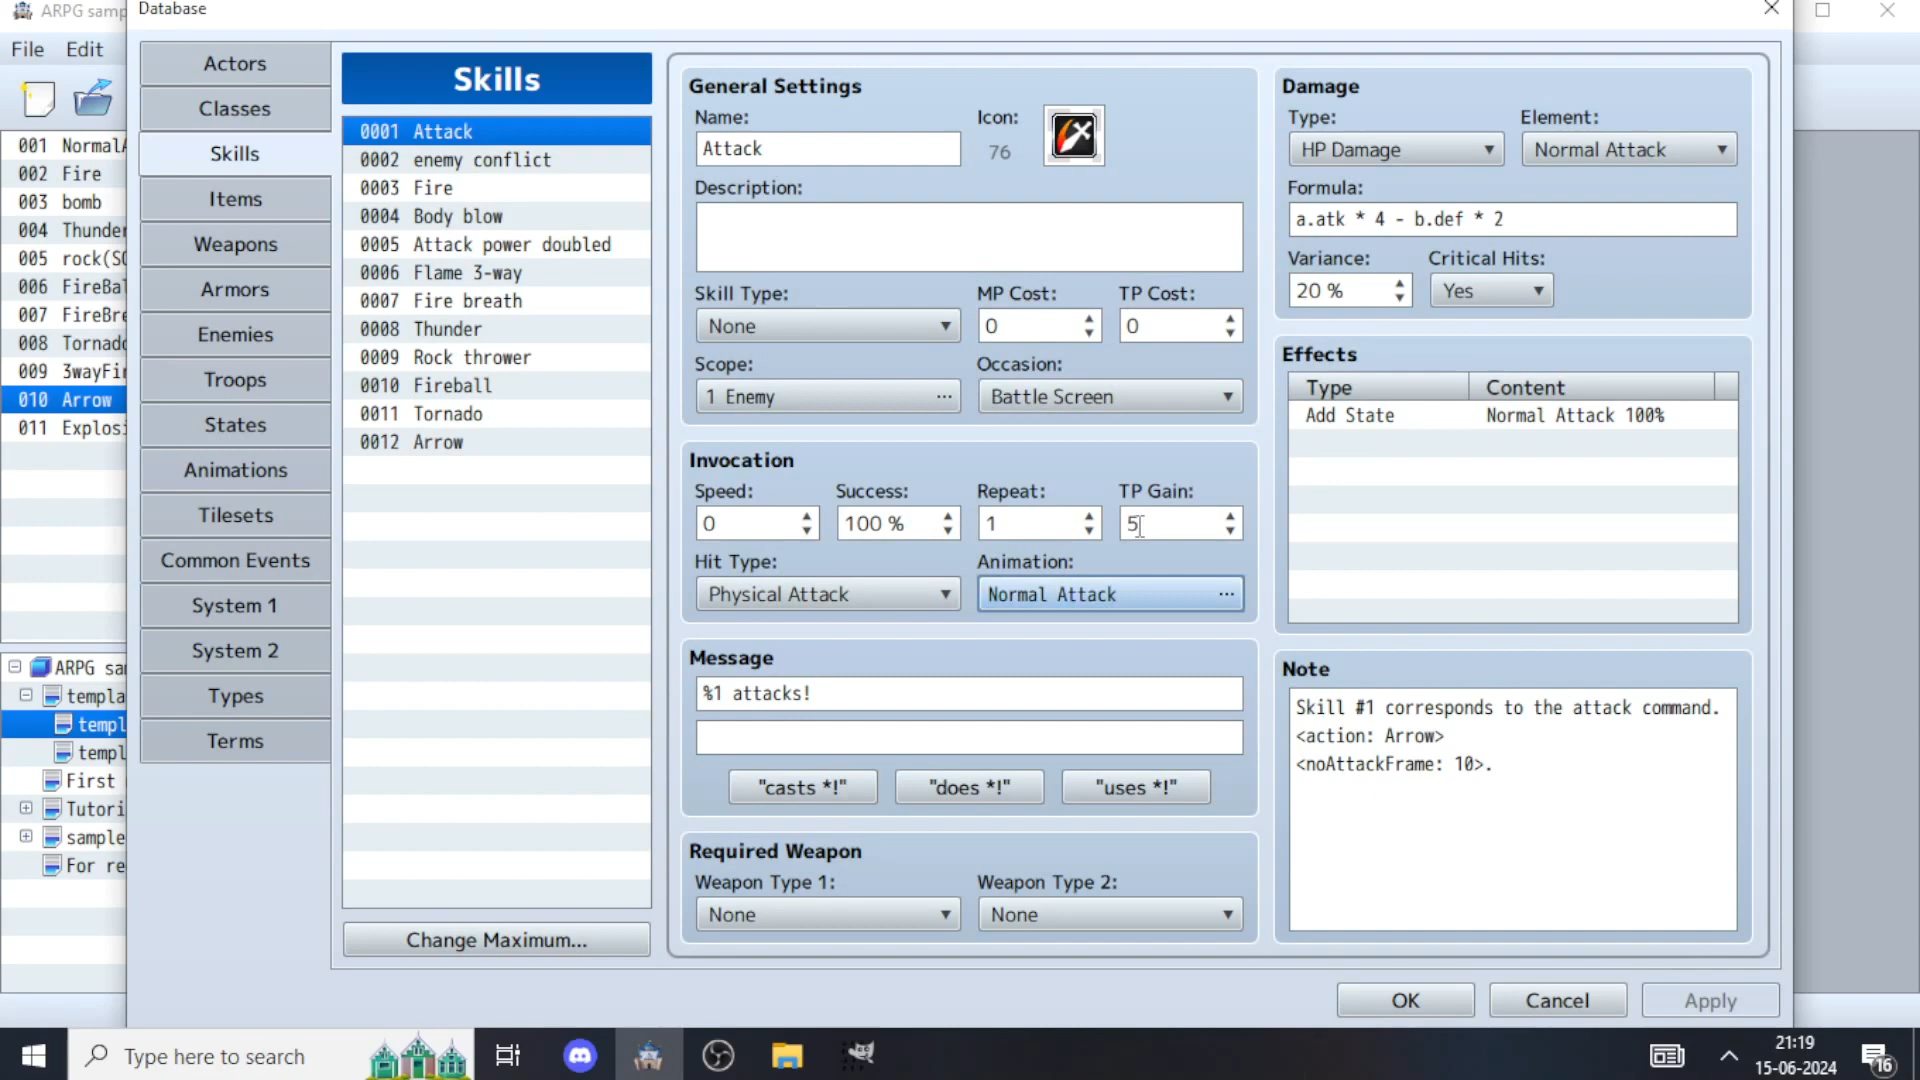 ARPG samp
Database
File Edit
001 NormalA
002 Fire
003 bomb
004 Thunder
005 rock(SC
006 FireBal
007 FireBre
008 Tornado
009 3wayFir
010 Arrow
011 Explosi
ARPG sam
templa
templ
templ
First
Tutori
sample
For re
Actors
Classes
Skills
Items
Weapons
Armors
Enemies
Troops
States
Animations
Tilesets
Common Events
System 1
System 2
Types
Terms
Skills
0001 Attack
0002 enemy conflict
0003 Fire
0004 Body blow
0005 Attack power doubled
0006 Flame 3-way
0007 Fire breath
0008 Thunder
0009 Rock thrower
0010 Fireball
0011 Tornado
0012 Arrow
Change Maximum...
General Settings
Name: Icon:
Attack 76
Description:
Skill Type: MP Cost: TP Cost:
None 0 0
Scope: Occasion:
1 Enemy ... Battle Screen
Invocation
Speed: Success: Repeat: TP Gain:
0 100 % 1 5
Hit Type: Animation:
Physical Attack Normal Attack ...
Message
%1 attacks!
"casts *!" "does *!" "uses *!"
Required Weapon
Weapon Type 1: Weapon Type 2:
None None
Damage
Type: Element:
HP Damage Normal Attack
Formula:
a.atk * 4 - b.def * 2
Variance: Critical Hits:
20 % Yes
Effects
Type Content
Add State Normal Attack 100%
Note
Skill #1 corresponds to the attack command.
<action: Arrow>
<noAttackFrame: 10>.
OK Cancel Apply
Type here to search
21:19
15-06-2024
16